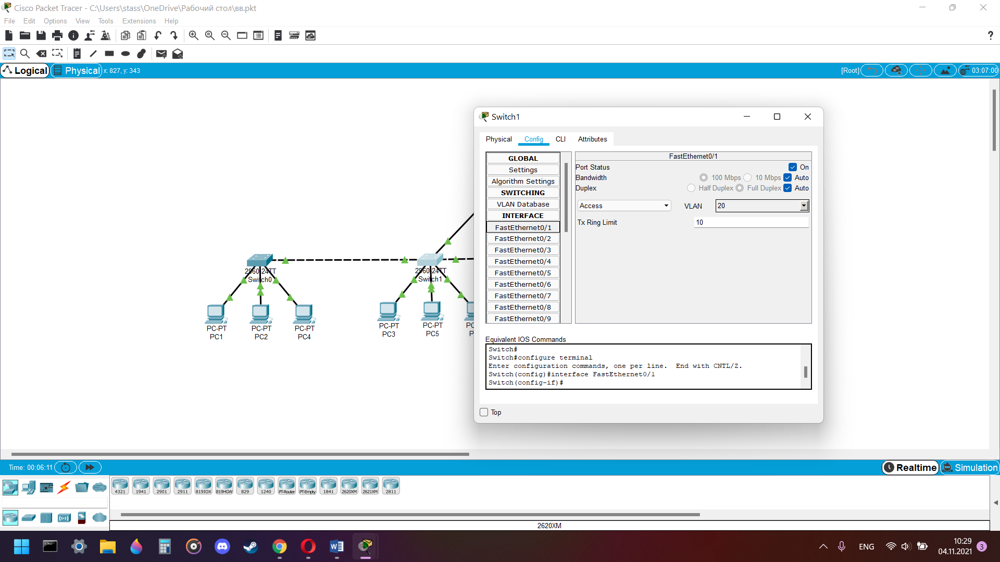 Cisco Packet Tracer - C:\Users\stass\OneDrive\Рабочий стол\вв.pkt
File Edit Options View Tools Extensions Help
?
Logical Physical x: 827, y: 343
[Root] 03:07:00
Switch1
Physical Config CLI Attributes
GLOBAL
Settings
Algorithm Settings
SWITCHING
VLAN Database
INTERFACE
FastEthernet0/1
FastEthernet0/2
FastEthernet0/3
FastEthernet0/4
FastEthernet0/5
FastEthernet0/6
FastEthernet0/7
FastEthernet0/8
FastEthernet0/9
FastEthernet0/1
Port Status On
Bandwidth 100 Mbps 10 Mbps Auto
Duplex Half Duplex Full Duplex Auto
Access VLAN 20
Tx Ring Limit 10
Equivalent IOS Commands
Switch#
Switch#configure terminal
Enter configuration commands, one per line. End with CNTL/Z.
Switch(config)#interface FastEthernet0/1
Switch(config-if)#
Top
2960-24TT
Switch0
2960-24TT
Switch1
PC-PT
PC1
PC-PT
PC2
PC-PT
PC4
PC-PT
PC3
PC-PT
PC5
PC
P
Time: 00:06:11
Realtime Simulation
4321 1941 2901 2911 819IOX 819HGW 829 1240 PT-Router PT-Empty 1841 2620XM 2621XM 2811
2620XM
ENG
10:29
04.11.2021
3